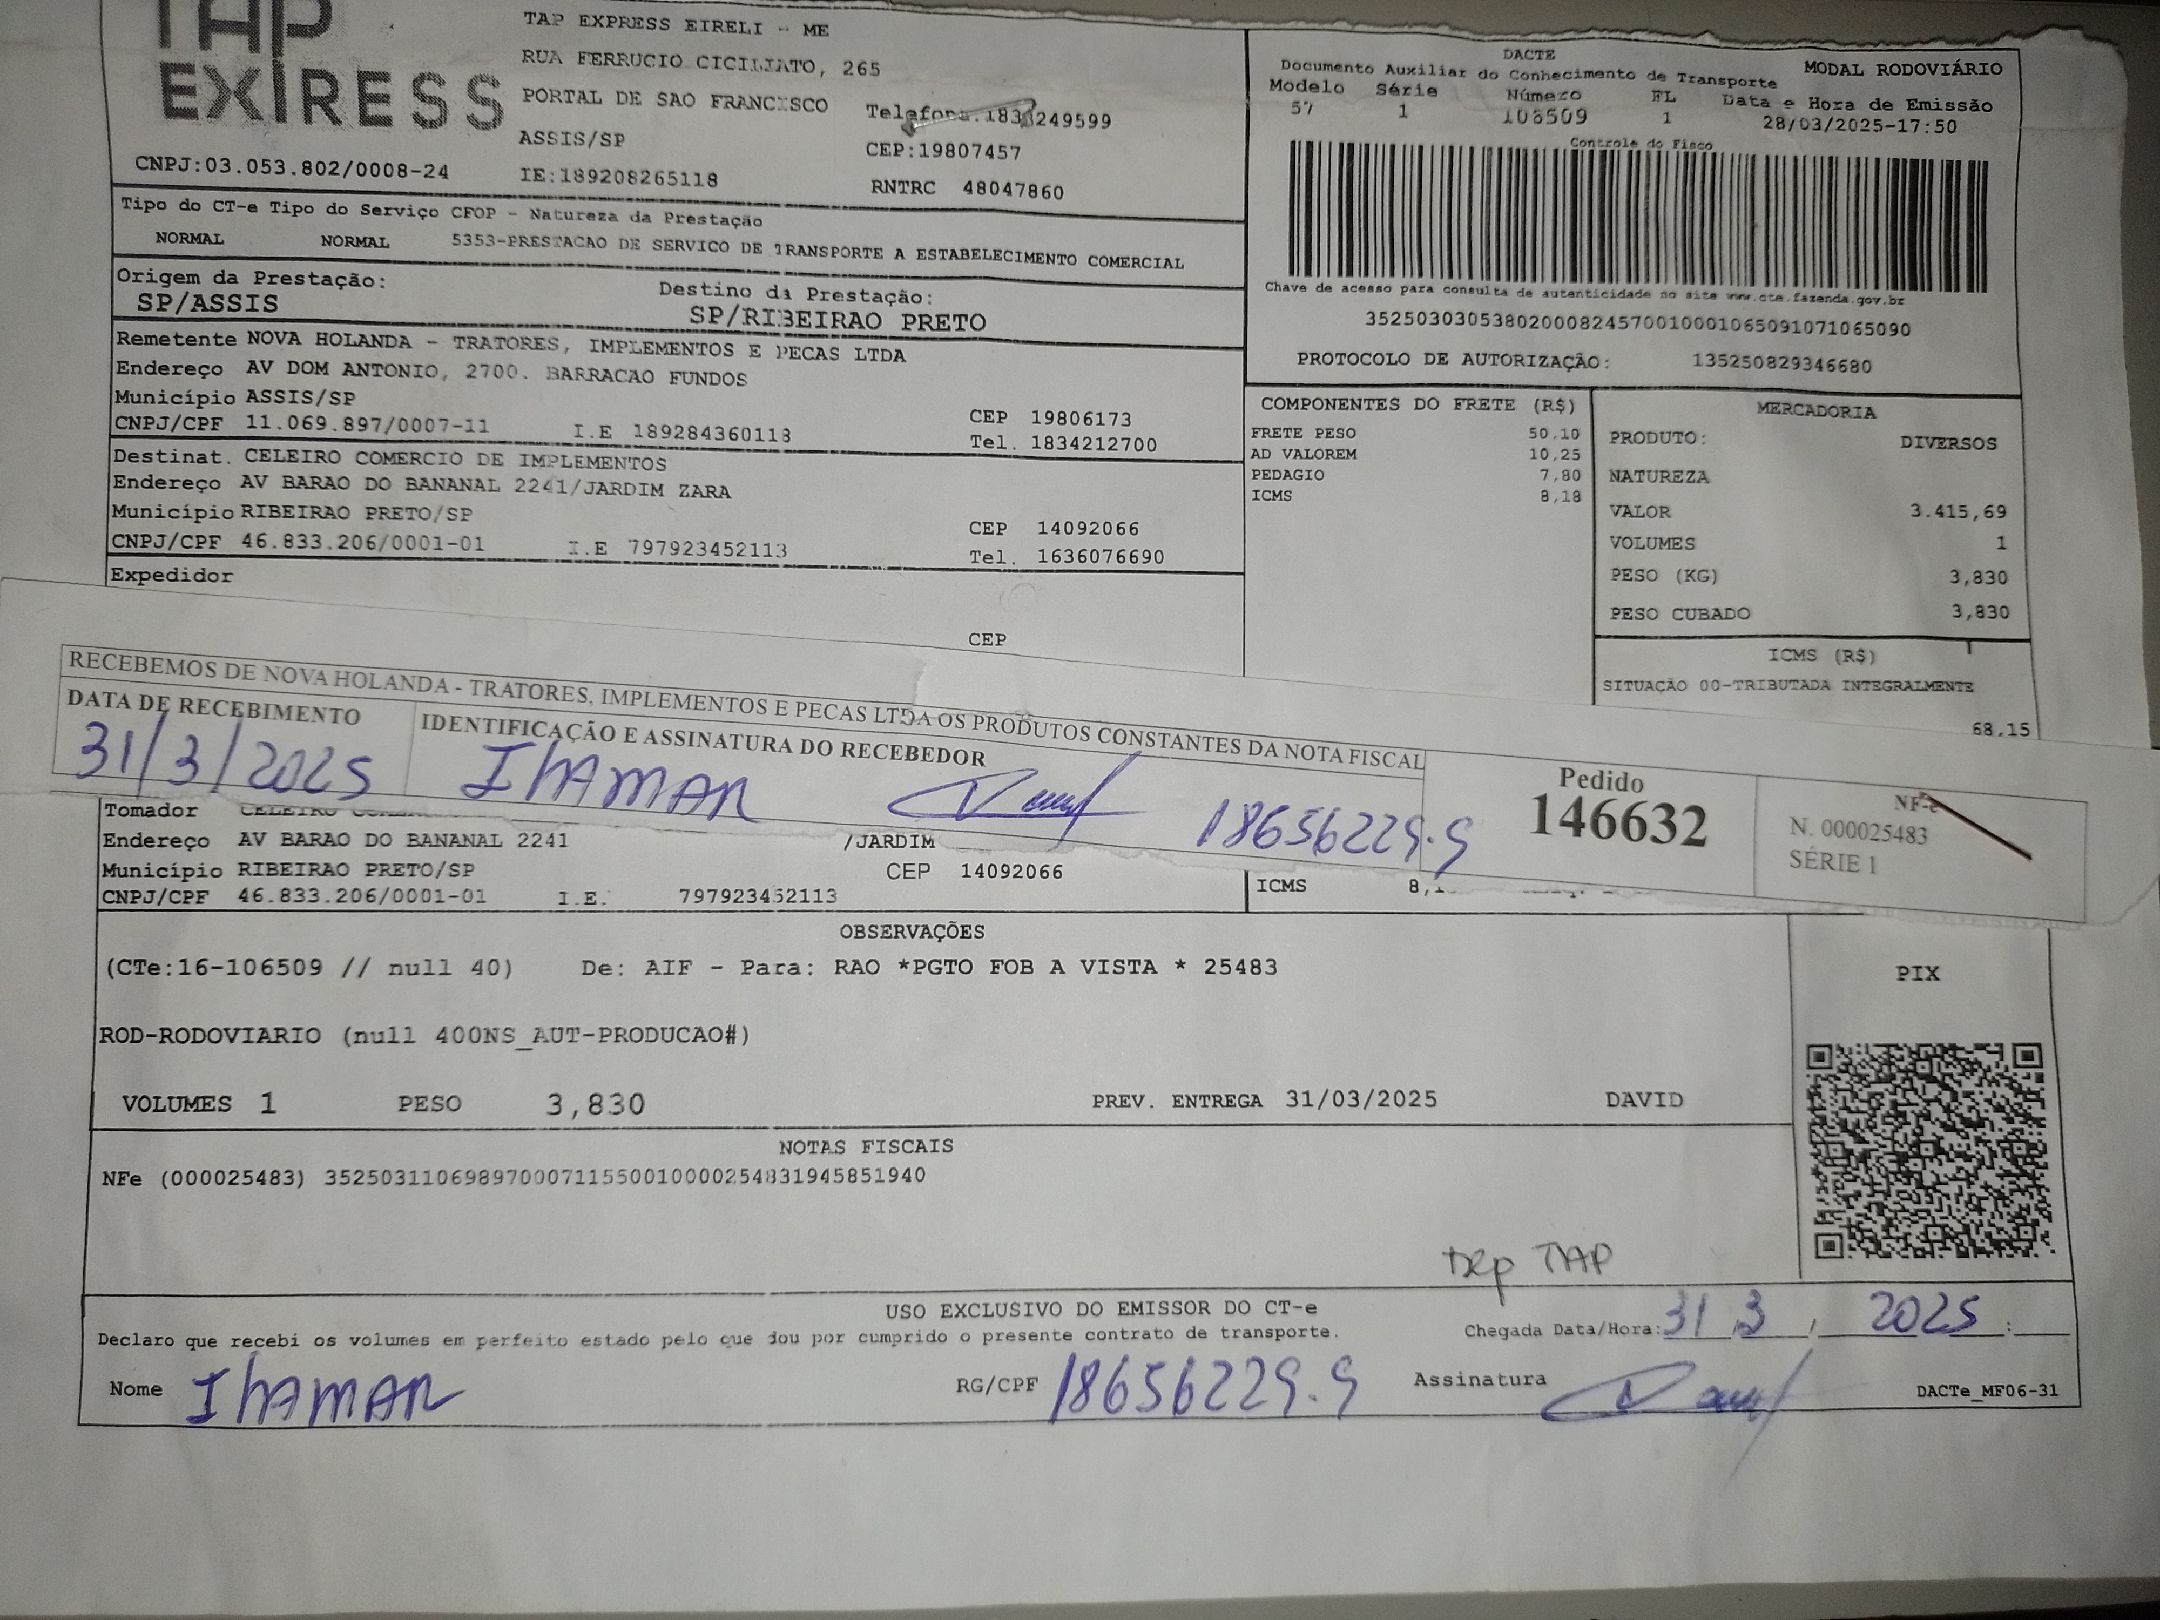 TAP
EXPRESS
TAP EXPRESS EIRELI - ME
RUA FERRUCIO CICILIATO, 265
PORTAL DE SAO FRANCISCO
ASSIS/SP
CEP:19807457
CNPJ:03.053.802/0008-24
IE:189208265118
RNTRC 48047860
DACTE
Documento Auxiliar do Conhecimento de Transporte
MODAL RODOVIÁRIO
Modelo Série Número FL Data e Hora de Emissão
57 1 106509 1 28/03/2025-17:50
Controle do Fisco
Chave de acesso para consulta de autenticidade no site www.cte.fazenda.gov.br
35250303053802000824570010001065091071065090
PROTOCOLO DE AUTORIZAÇÃO: 135250829346680
Tipo do CT-e Tipo do Serviço CFOP - Natureza da Prestação
NORMAL NORMAL 5353-PRESTACAO DE SERVICO DE TRANSPORTE A ESTABELECIMENTO COMERCIAL
Origem da Prestação:
SP/ASSIS
Destino da Prestação:
SP/RIBEIRAO PRETO
Remetente NOVA HOLANDA - TRATORES, IMPLEMENTOS E PECAS LTDA
Endereço AV DOM ANTONIO, 2700. BARRACAO FUNDOS
Município ASSIS/SP CEP 19806173
CNPJ/CPF 11.069.897/0007-11 I.E 189284360113 Tel. 1834212700
Destinat. CELEIRO COMERCIO DE IMPLEMENTOS
Endereço AV BARAO DO BANANAL 2241/JARDIM ZARA
Município RIBEIRAO PRETO/SP CEP 14092066
CNPJ/CPF 46.833.206/0001-01 I.E 797923452113 Tel. 1636076690
Expedidor
CEP
COMPONENTES DO FRETE (R$)
FRETE PESO 50,10
AD VALOREM 10,25
PEDAGIO 7,80
ICMS 8,18
MERCADORIA
PRODUTO: DIVERSOS
NATUREZA
VALOR 3.415,69
VOLUMES 1
PESO (KG) 3,830
PESO CUBADO 3,830
ICMS (R$)
SITUAÇÃO 00-TRIBUTADA INTEGRALMENTE
68,15
RECEBEMOS DE NOVA HOLANDA - TRATORES, IMPLEMENTOS E PECAS LTDA OS PRODUTOS CONSTANTES DA NOTA FISCAL
DATA DE RECEBIMENTO
31/3/2025
IDENTIFICAÇÃO E ASSINATURA DO RECEBEDOR
IthAMAR
18656229.9
Pedido
146632
NF-e
N. 000025483
SÉRIE 1
Tomador CELEIRO
Endereço AV BARAO DO BANANAL 2241 /JARDIM
Município RIBEIRAO PRETO/SP CEP 14092066
CNPJ/CPF 46.833.206/0001-01 I.E. 797923452113
ICMS
OBSERVAÇÕES
(CTe:16-106509 // null 40) De: AIF - Para: RAO *PGTO FOB A VISTA * 25483
ROD-RODOVIARIO (null 400NS_AUT-PRODUCAO#)
VOLUMES 1 PESO 3,830 PREV. ENTREGA 31/03/2025 DAVID
PIX
NOTAS FISCAIS
NFe (000025483) 35250311069897000711550010000254831945851940
Dep TAP
USO EXCLUSIVO DO EMISSOR DO CT-e
Declaro que recebi os volumes em perfeito estado pelo que dou por cumprido o presente contrato de transporte.
Chegada Data/Hora: 31 / 3 / 2025 :
Nome IthAMAR RG/CPF 18656229.9 Assinatura
DACTe_MF06-31